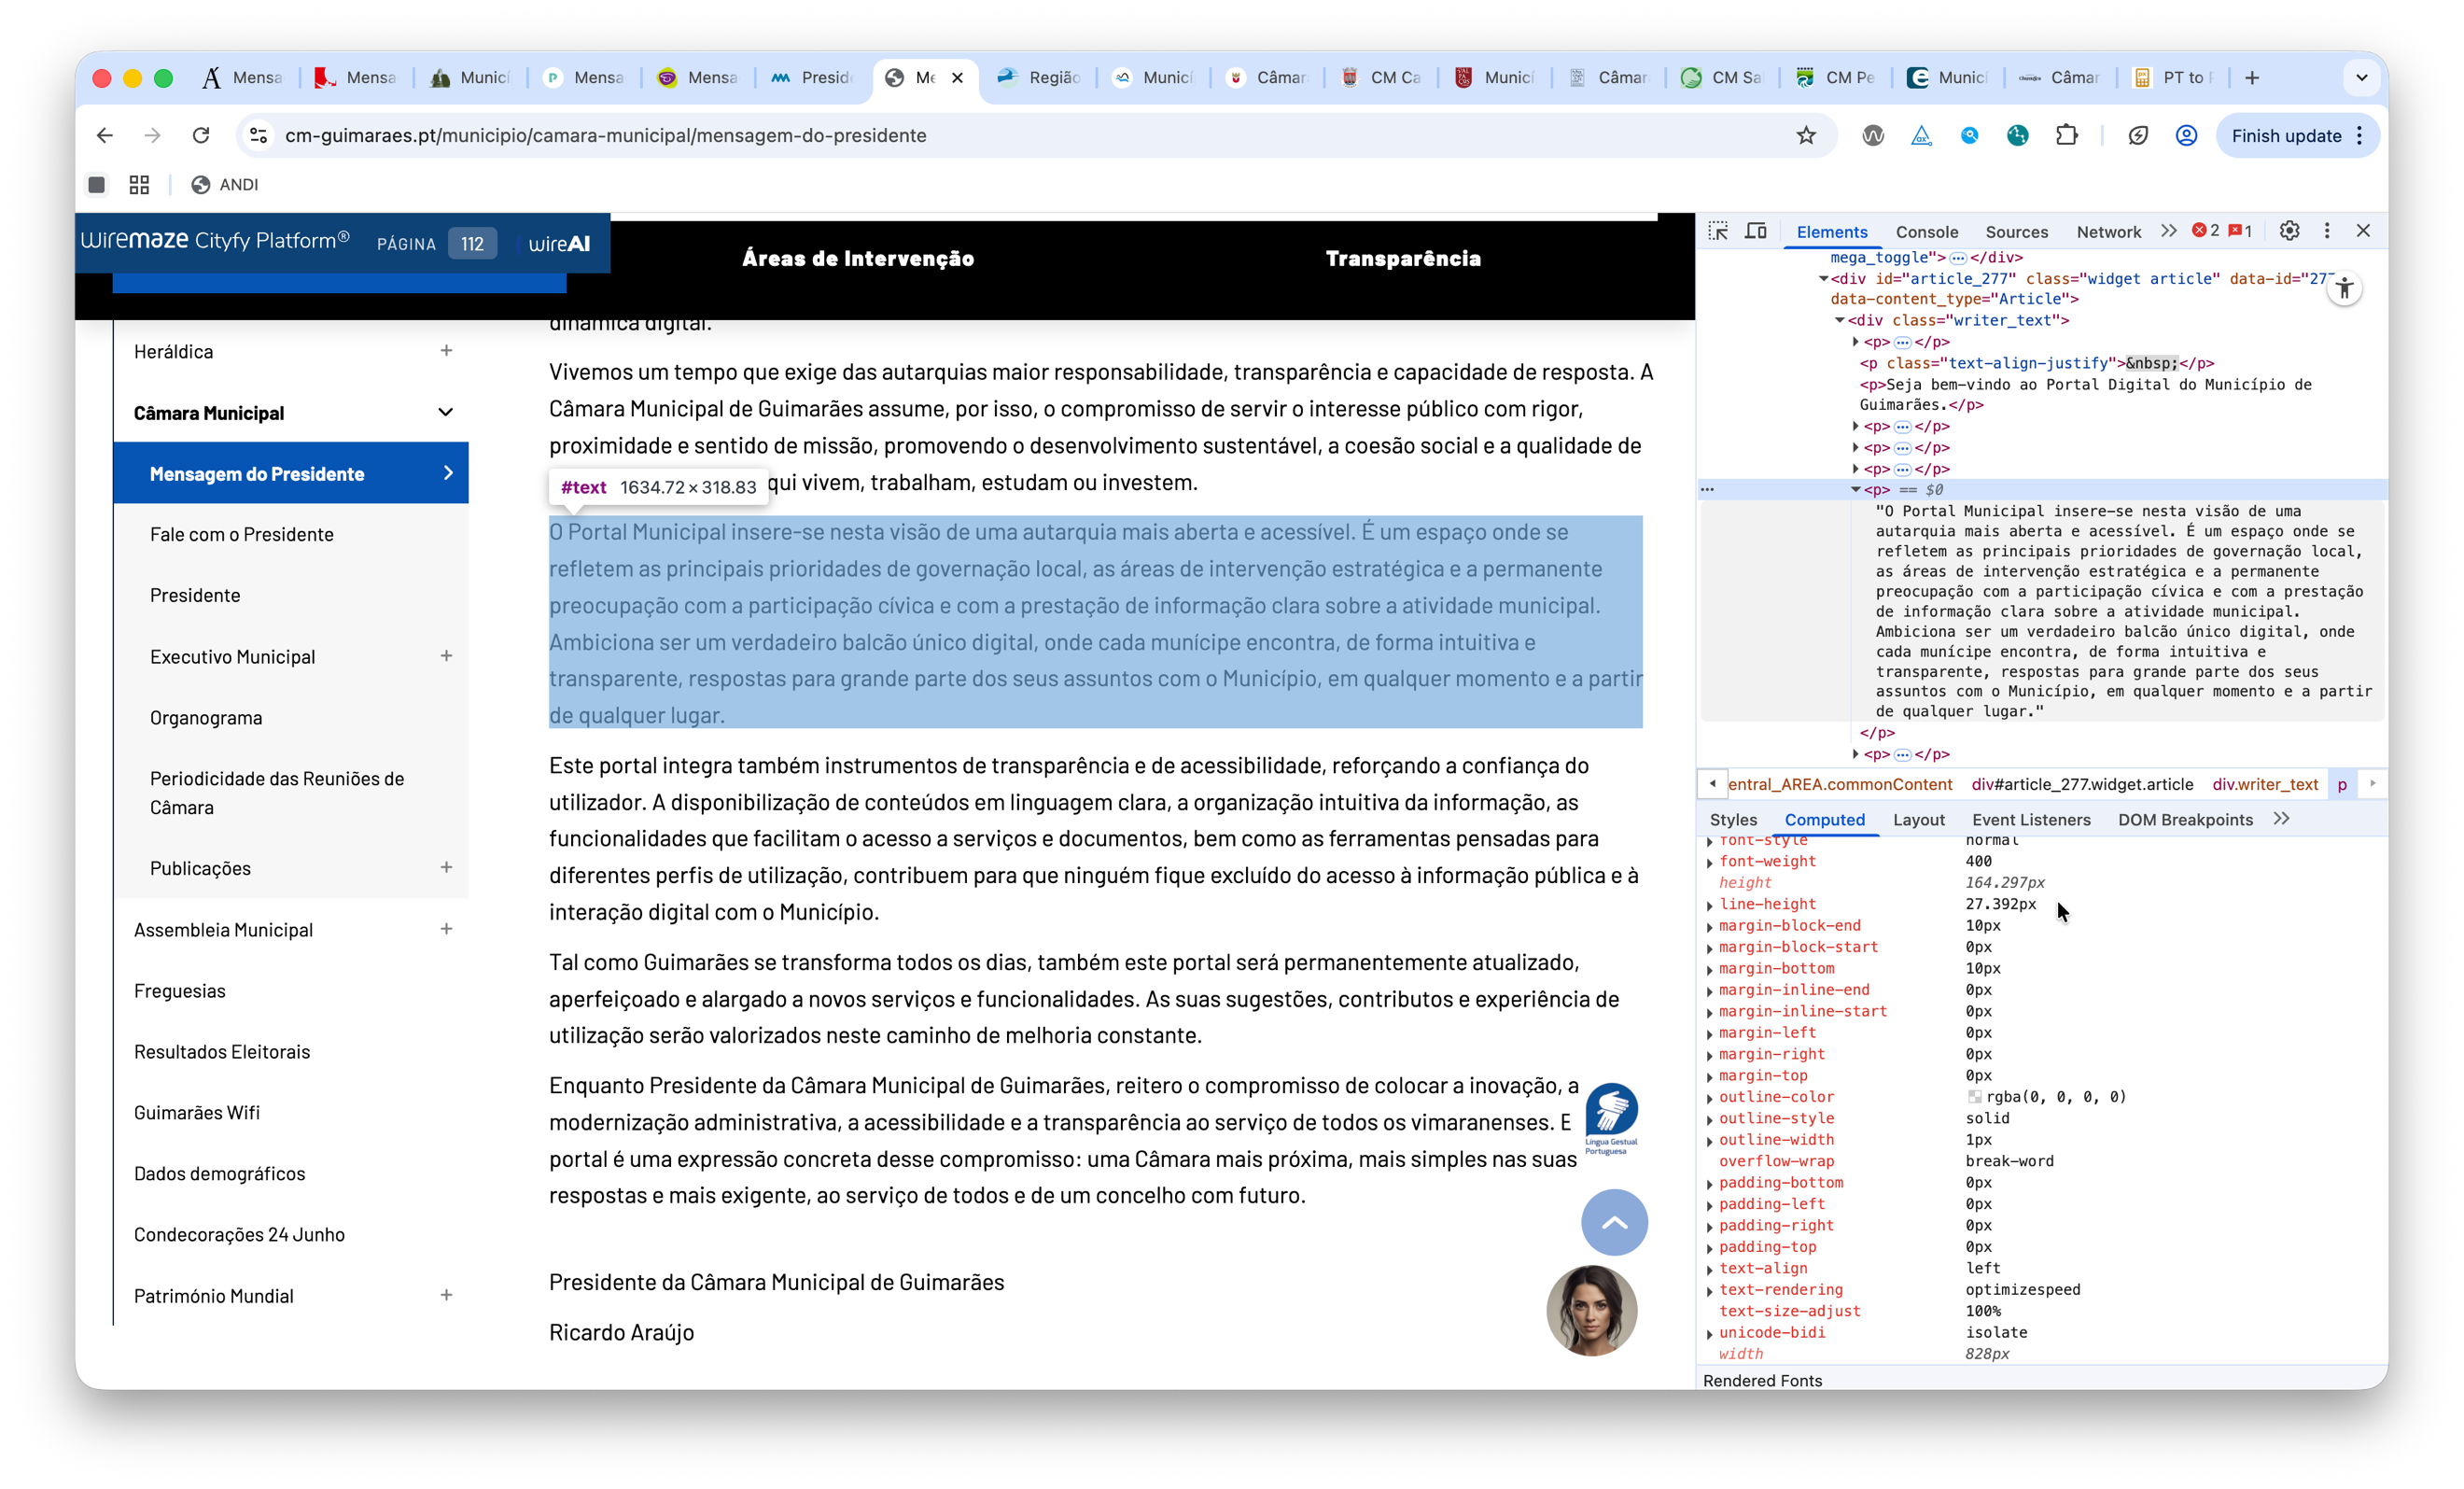 Mensa
Mensa
Municí
Mensa
Mensa
Preside
Me
Região
Municí
Câmar
CM Ca
Municí
Câmar
CM Sa
CM Pe
Municí
Câmar
PT to
cm-guimaraes.pt/municipio/camara-municipal/mensagem-do-presidente
Finish update
ANDI
wiremaze Cityfy Platform®
PÁGINA
112
wireAI
Áreas de Intervenção
Transparência
Heráldica
Câmara Municipal
Mensagem do Presidente
Fale com o Presidente
Presidente
Executivo Municipal
Organograma
Periodicidade das Reuniões de
Câmara
Publicações
Assembleia Municipal
Freguesias
Resultados Eleitorais
Guimarães Wifi
Dados demográficos
Condecorações 24 Junho
Património Mundial
dinâmica digital.
Vivemos um tempo que exige das autarquias maior responsabilidade, transparência e capacidade de resposta. A
Câmara Municipal de Guimarães assume, por isso, o compromisso de servir o interesse público com rigor,
proximidade e sentido de missão, promovendo o desenvolvimento sustentável, a coesão social e a qualidade de
qui vivem, trabalham, estudam ou investem.
#text 1634.72×318.83
O Portal Municipal insere-se nesta visão de uma autarquia mais aberta e acessível. É um espaço onde se
refletem as principais prioridades de governação local, as áreas de intervenção estratégica e a permanente
preocupação com a participação cívica e com a prestação de informação clara sobre a atividade municipal.
Ambiciona ser um verdadeiro balcão único digital, onde cada munícipe encontra, de forma intuitiva e
transparente, respostas para grande parte dos seus assuntos com o Município, em qualquer momento e a partir
de qualquer lugar.
Este portal integra também instrumentos de transparência e de acessibilidade, reforçando a confiança do
utilizador. A disponibilização de conteúdos em linguagem clara, a organização intuitiva da informação, as
funcionalidades que facilitam o acesso a serviços e documentos, bem como as ferramentas pensadas para
diferentes perfis de utilização, contribuem para que ninguém fique excluído do acesso à informação pública e à
interação digital com o Município.
Tal como Guimarães se transforma todos os dias, também este portal será permanentemente atualizado,
aperfeiçoado e alargado a novos serviços e funcionalidades. As suas sugestões, contributos e experiência de
utilização serão valorizados neste caminho de melhoria constante.
Enquanto Presidente da Câmara Municipal de Guimarães, reitero o compromisso de colocar a inovação, a
modernização administrativa, a acessibilidade e a transparência ao serviço de todos os vimaranenses. E
portal é uma expressão concreta desse compromisso: uma Câmara mais próxima, mais simples nas suas
respostas e mais exigente, ao serviço de todos e de um concelho com futuro.
Presidente da Câmara Municipal de Guimarães
Ricardo Araújo
Língua Gestual
Portuguesa
Elements
Console
Sources
Network
2
1
mega_toggle">…</div>
<div id="article_277" class="widget article" data-id="277
data-content_type="Article">
<div class="writer_text">
<p>…</p>
<p class="text-align-justify">&nbsp;</p>
<p>Seja bem-vindo ao Portal Digital do Município de
Guimarães.</p>
<p>…</p>
<p>…</p>
<p>…</p>
<p> == $0
"O Portal Municipal insere-se nesta visão de uma
autarquia mais aberta e acessível. É um espaço onde se
refletem as principais prioridades de governação local,
as áreas de intervenção estratégica e a permanente
preocupação com a participação cívica e com a prestação
de informação clara sobre a atividade municipal.
Ambiciona ser um verdadeiro balcão único digital, onde
cada munícipe encontra, de forma intuitiva e
transparente, respostas para grande parte dos seus
assuntos com o Município, em qualquer momento e a partir
de qualquer lugar."
</p>
<p>…</p>
entral_AREA.commonContent
div#article_277.widget.article
div.writer_text
p
Styles
Computed
Layout
Event Listeners
DOM Breakpoints
font-style normal
font-weight 400
height 164.297px
line-height 27.392px
margin-block-end 10px
margin-block-start 0px
margin-bottom 10px
margin-inline-end 0px
margin-inline-start 0px
margin-left 0px
margin-right 0px
margin-top 0px
outline-color rgba(0, 0, 0, 0)
outline-style solid
outline-width 1px
overflow-wrap break-word
padding-bottom 0px
padding-left 0px
padding-right 0px
padding-top 0px
text-align left
text-rendering optimizespeed
text-size-adjust 100%
unicode-bidi isolate
width 828px
Rendered Fonts